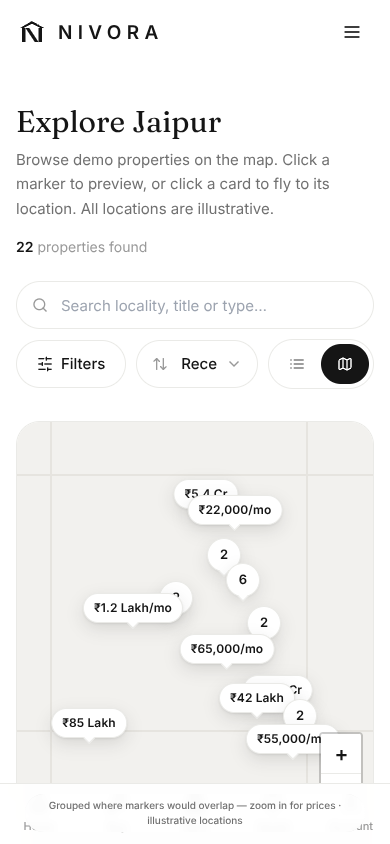 NIVORA
Explore Jaipur
Browse demo properties on the map. Click a
marker to preview, or click a card to fly to its
location. All locations are illustrative.
22 properties found
Search locality, title or type...
Filters
Rece
₹5.4 Cr
₹22,000/mo
2
6
₹1.2 Lakh/mo
2
₹65,000/mo
Cr
₹42 Lakh
2
₹85 Lakh
₹55,000/m
+
Grouped where markers would overlap — zoom in for prices ·
illustrative locations